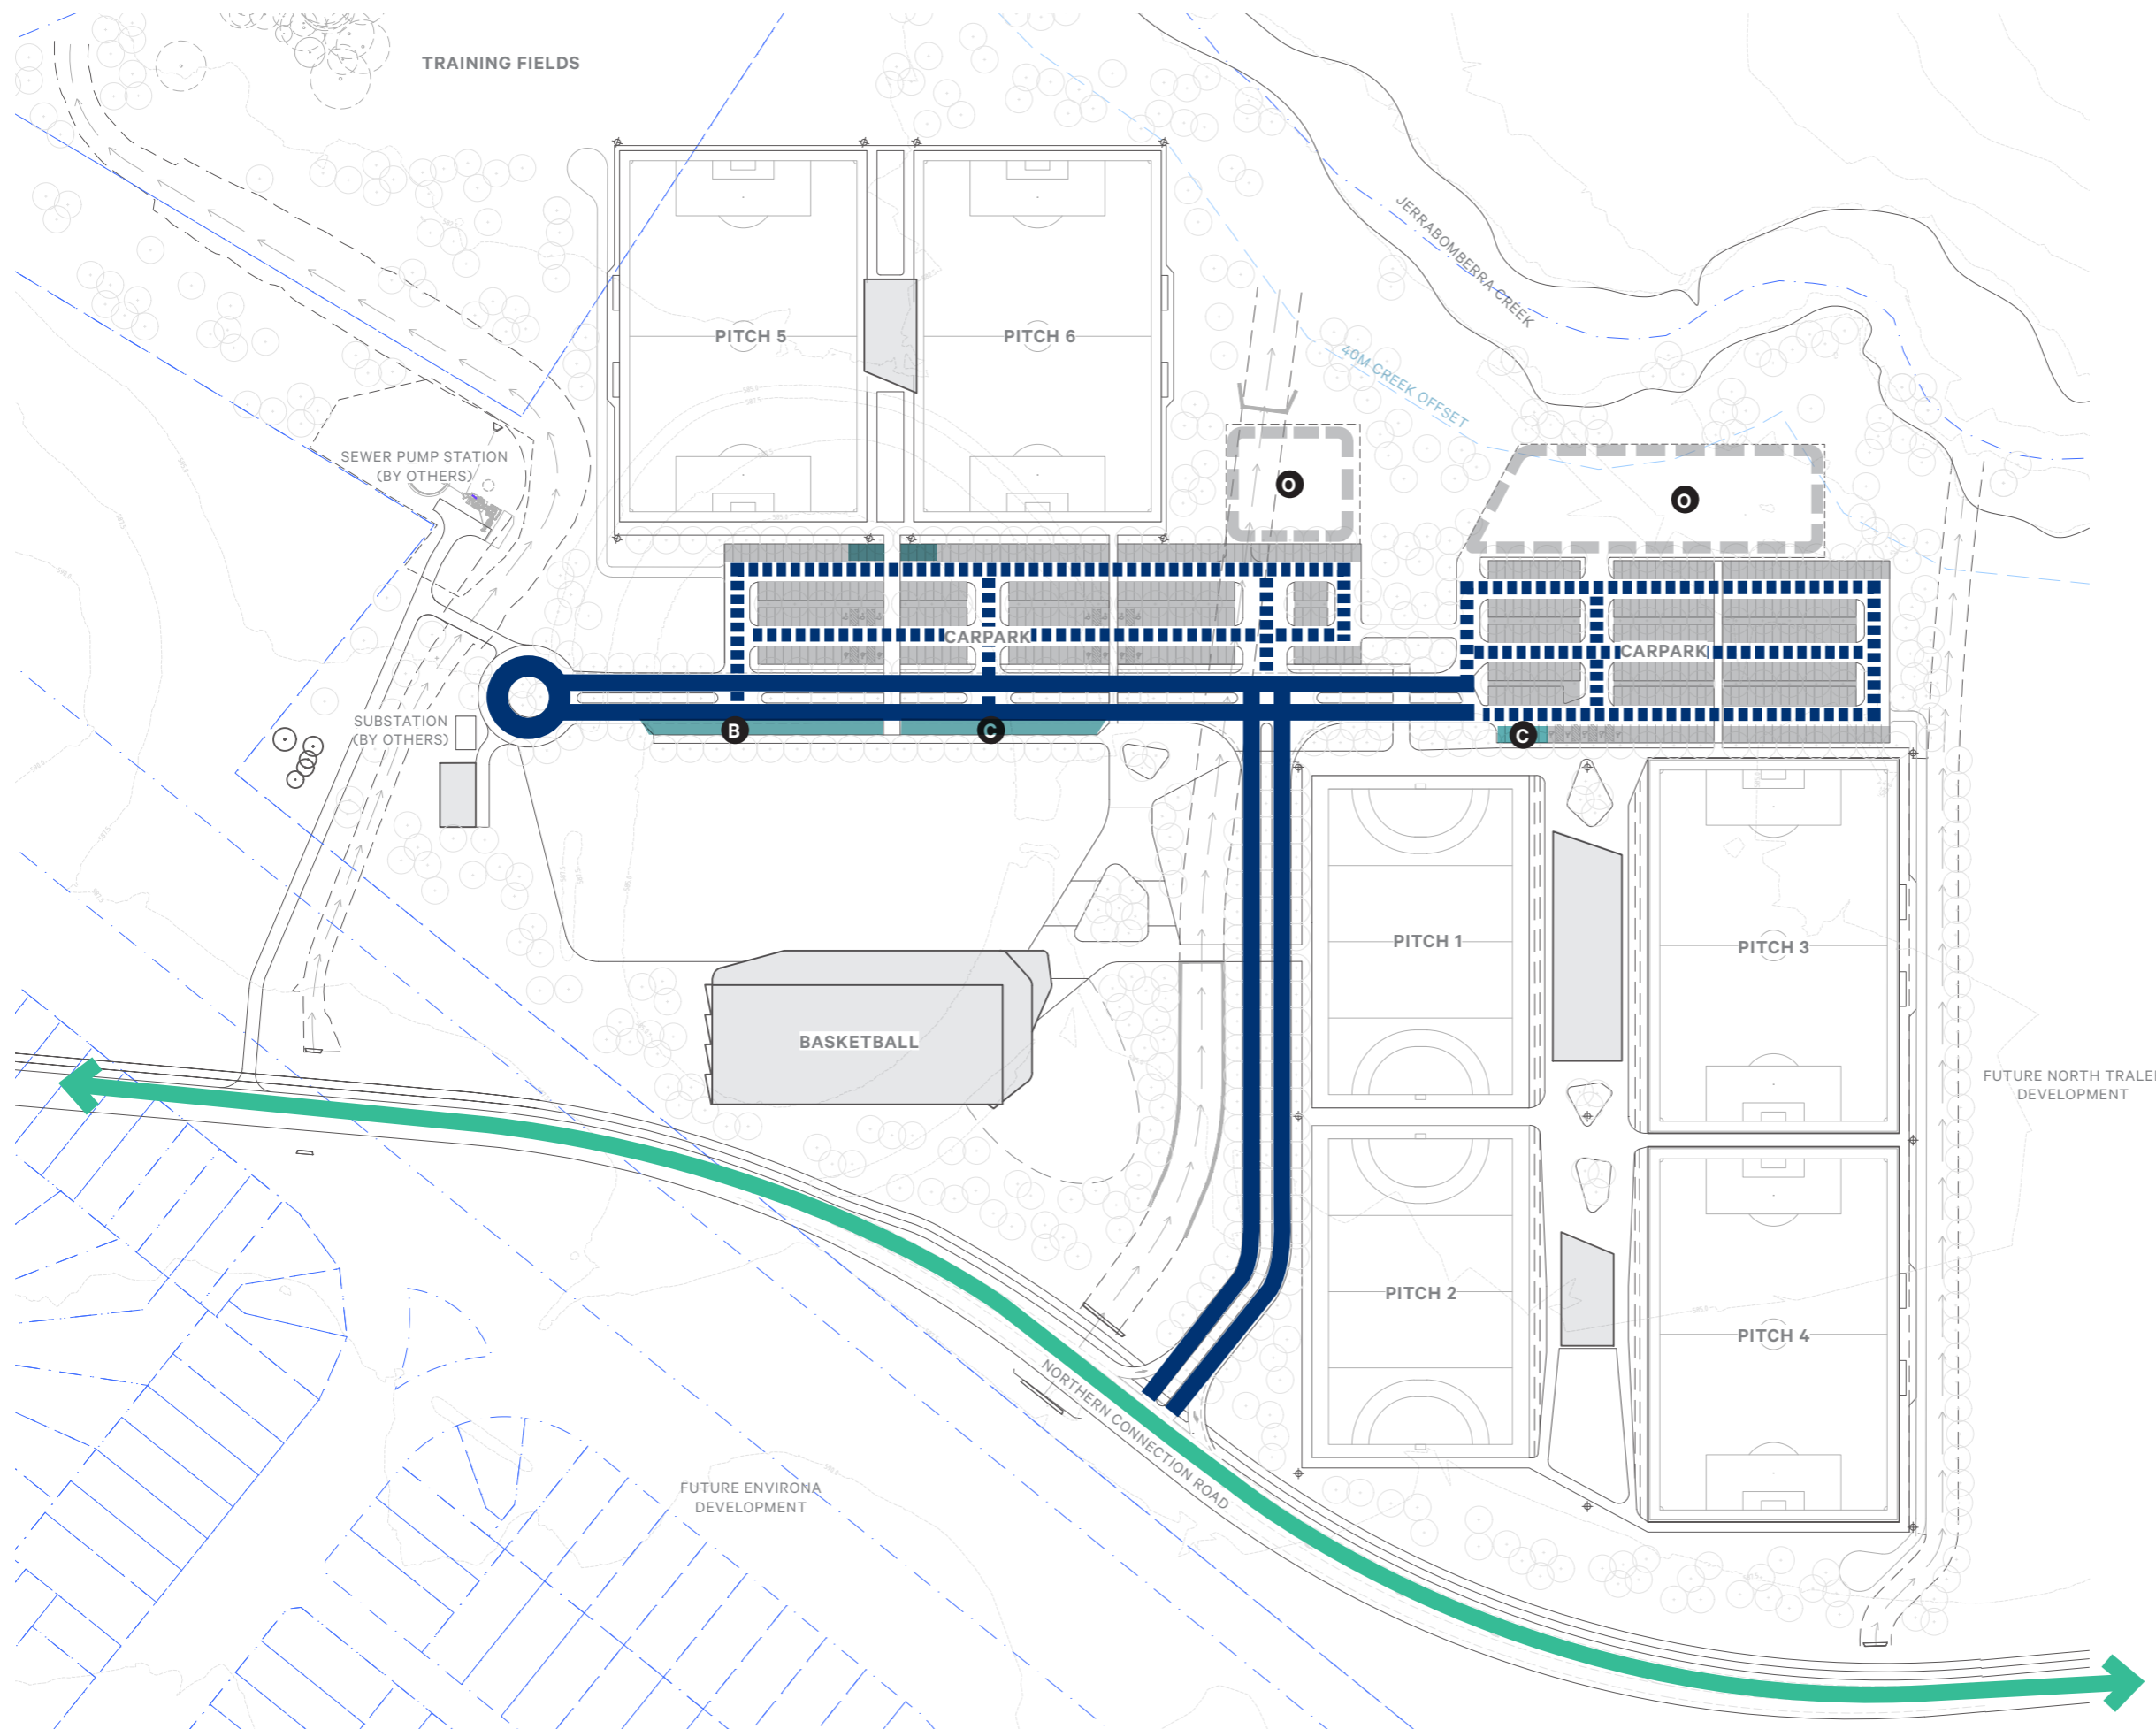 TRAINING FIELDS
JERRABOMBERRA CREEK
PITCH 5
PITCH 6
40M CREEK OFFSET
SEWER PUMP STATION
(BY OTHERS)
O
O
CARPARK
CARPARK
SUBSTATION
(BY OTHERS)
B
C
C
PITCH 1
PITCH 3
BASKETBALL
FUTURE NORTH TRALE
DEVELOPMENT
PITCH 2
PITCH 4
NORTHERN CONNECTION ROAD
FUTURE ENVIRONA
DEVELOPMENT